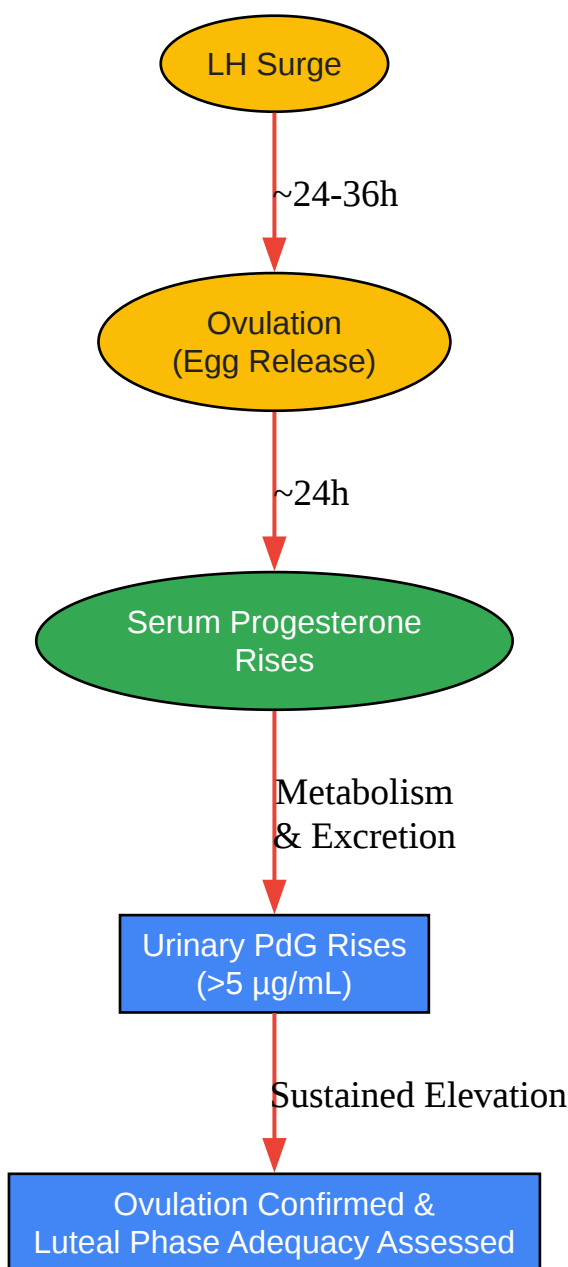 LH Surge
~24-36h
Ovulation
(Egg Release)
~24h
Serum Progesterone
Rises
Metabolism
& Excretion
Urinary PdG Rises
(>5 µg/mL)
Sustained Elevation
Ovulation Confirmed &
Luteal Phase Adequacy Assessed